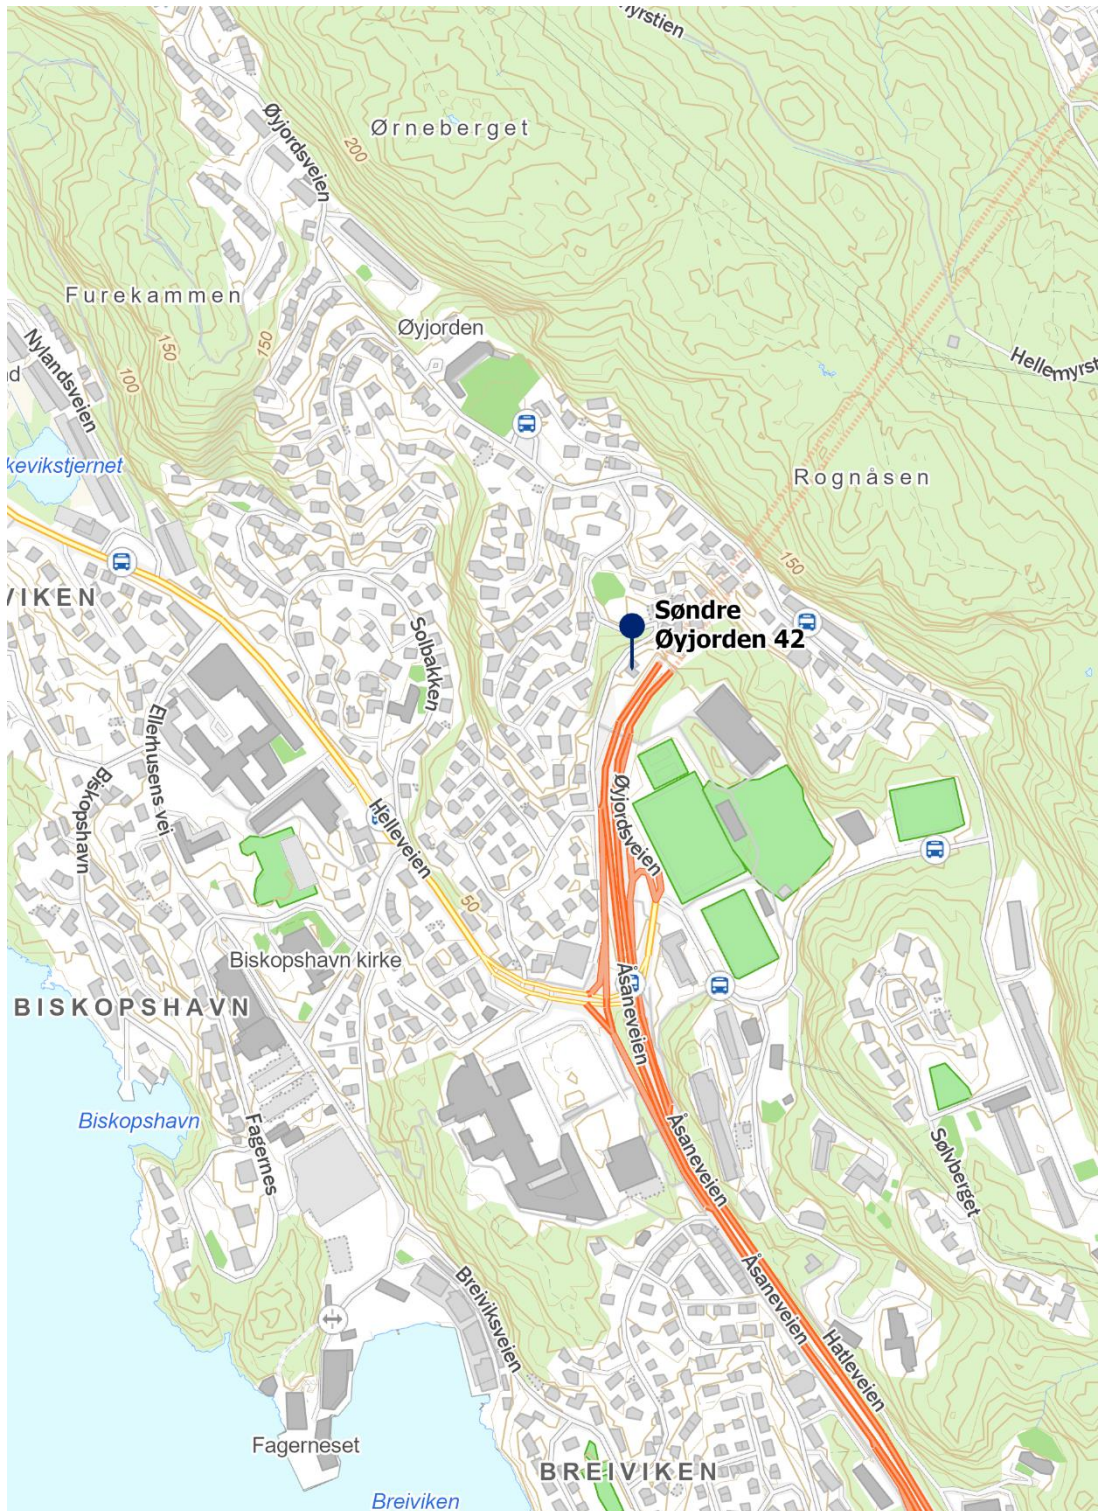 yrstien
Øyjordsveien
Ørneberget
200
Furekammen
150
150
100
Nylandsveien
Øyjorden
Hellemyrst
kevikstjernet
Rognåsen
150
VIKEN
Søndre
Øyjorden 42
Solbakken
Ellerhusens vei
Biskopshavn
Øyjordsveien
Helleveien
50
Biskopshavn kirke
BISKOPSHAVN
Åsaneveien
Biskopshavn
Fagernes
Åsaneveien
Sølvberget
Breiviksveien
Åsaneveien
Hatleveien
Fagerneset
BREIVIKEN
Breiviken